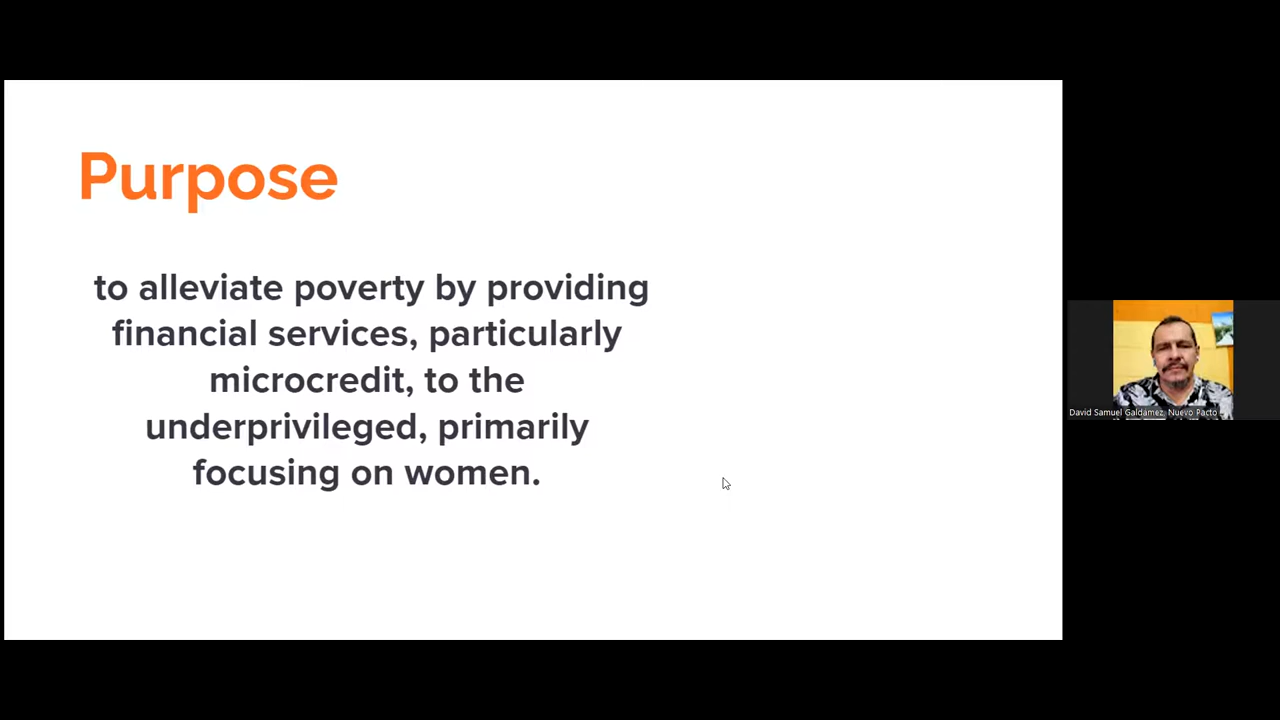 Purpose
to alleviate poverty by providing
financial services, particularly
microcredit, to the
underprivileged, primarily
focusing on women.
David Samuel Galdamez Nuevo Pacto